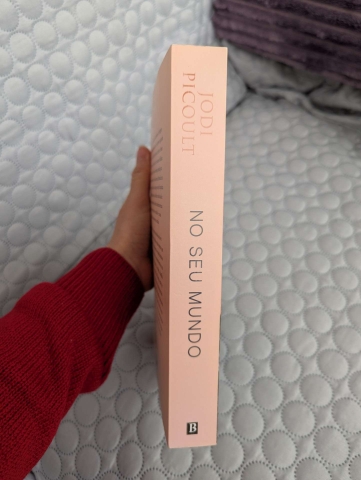 JODI
PICOULT
NO SEU MUNDO
B